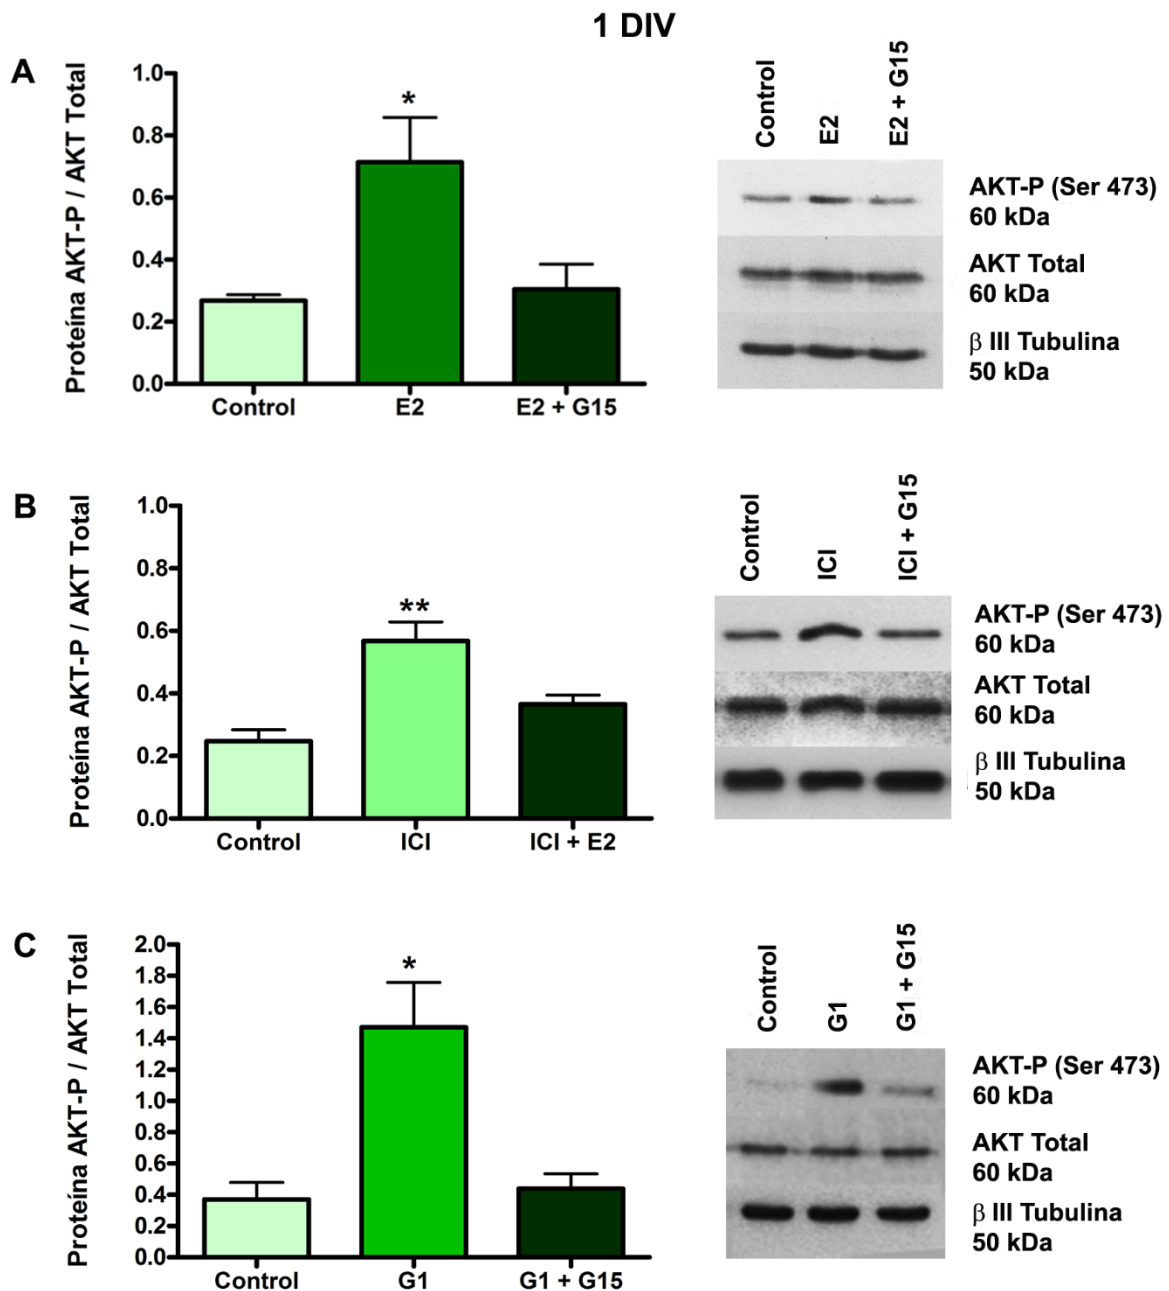 1 DIV
A
Proteína AKT-P / AKT Total
1.0
0.8
0.6
0.4
0.2
0.0
*
Control
E2
E2 + G15
Control
E2
E2 + G15
AKT-P (Ser 473)
60 kDa
AKT Total
60 kDa
β III Tubulina
50 kDa
B
Proteína AKT-P / AKT Total
1.0
0.8
0.6
0.4
0.2
0.0
**
Control
ICI
ICI + E2
Control
ICI
ICI + G15
AKT-P (Ser 473)
60 kDa
AKT Total
60 kDa
β III Tubulina
50 kDa
C
Proteína AKT-P / AKT Total
2.0
1.8
1.6
1.4
1.2
1.0
0.8
0.6
0.4
0.2
0.0
*
Control
G1
G1 + G15
Control
G1
G1 + G15
AKT-P (Ser 473)
60 kDa
AKT Total
60 kDa
β III Tubulina
50 kDa